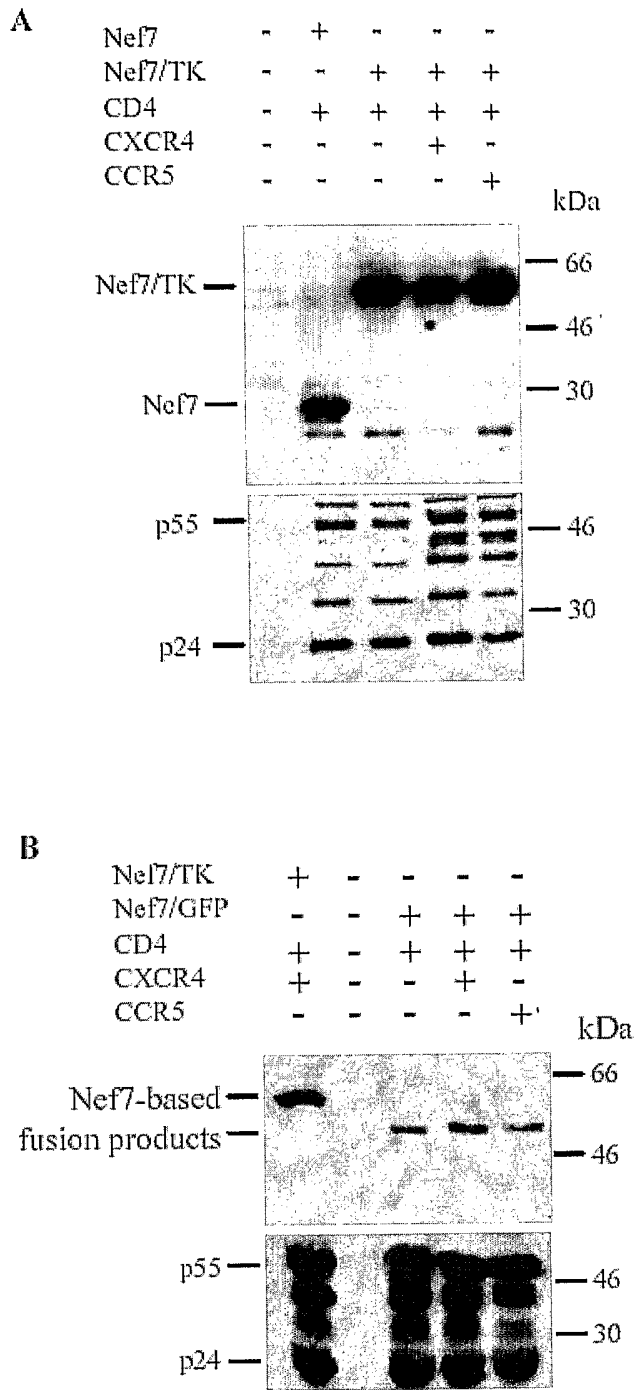 A
Nef7 - + - - -
Nef7/TK - - + + +
CD4 - + + + +
CXCR4 - - - + -
CCR5 - - - - +
kDa
66
Nef7/TK
46
30
Nef7
p55
46
30
p24
B
Nef7/TK + - - - -
Nef7/GFP - - + + +
CD4 + - + + +
CXCR4 + - - + -
CCR5 - - - - +
kDa
66
Nef7-based
fusion products
46
p55
46
30
p24